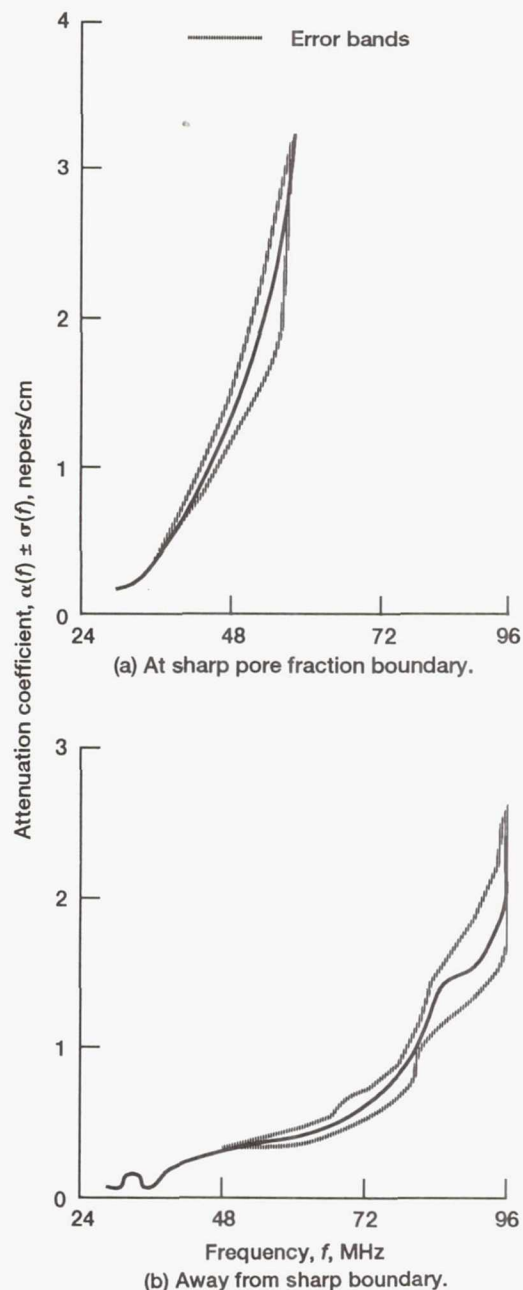 4
Error bands
3
2
1
0
24 48 72 96
(a) At sharp pore fraction boundary.
Attenuation coefficient, α(f) ± σ(f), nepers/cm
3
2
1
0
24 48 72 96
Frequency, f, MHz
(b) Away from sharp boundary.